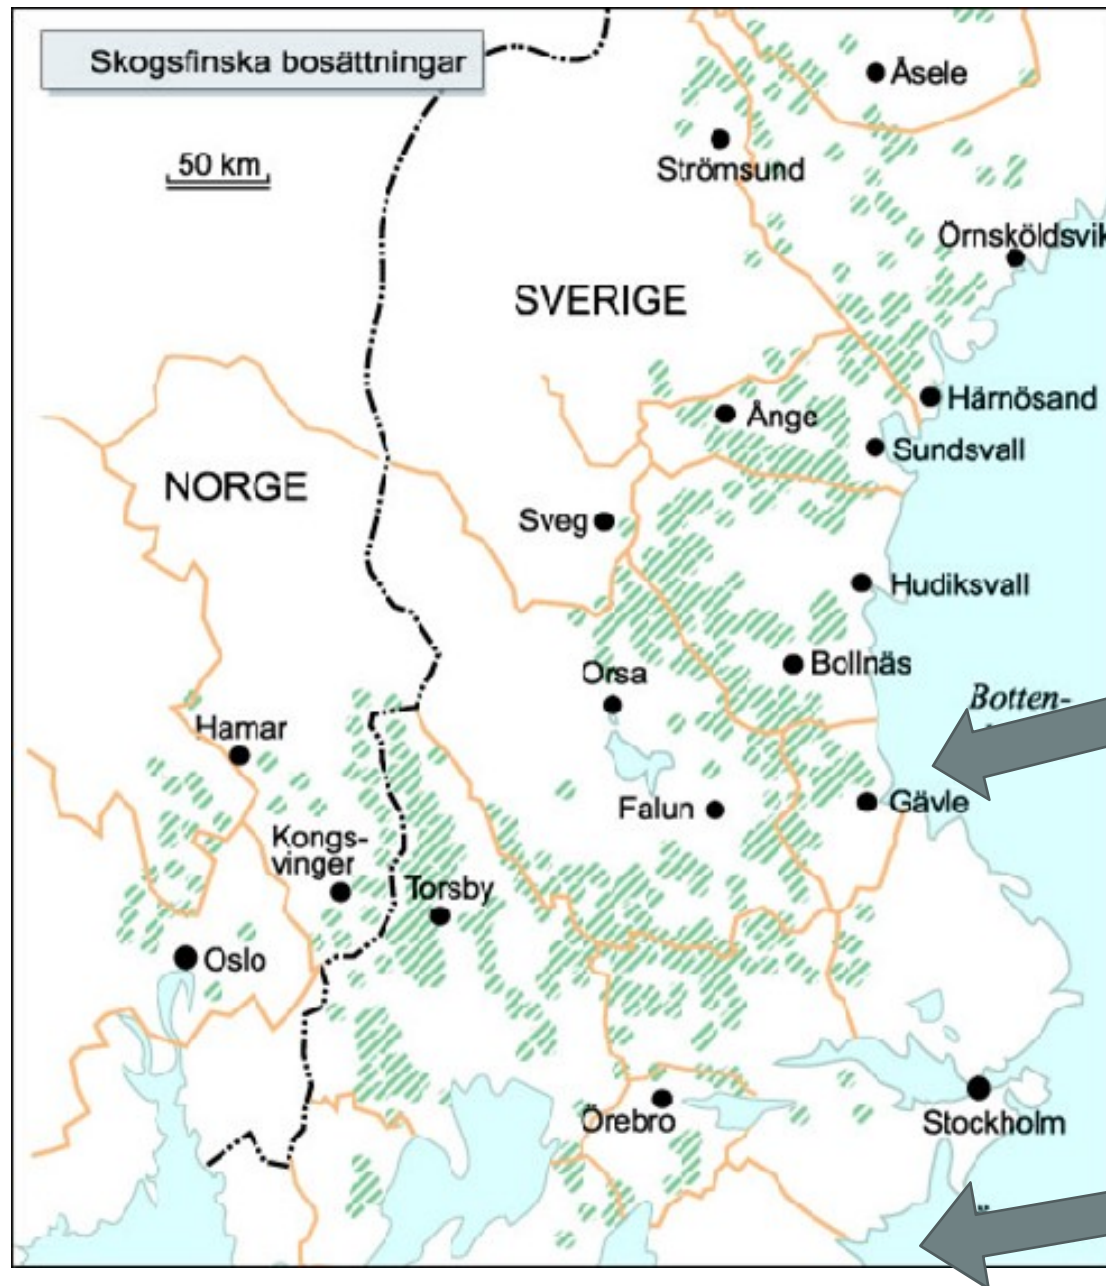 Skogsfinska bosättningar
50 km
Åsele
Strömsund
Örnsköldsvik
SVERIGE
Härnösand
Ånge
Sundsvall
NORGE
Sveg
Hudiksvall
Bollnäs
Orsa
Botten-
Hamar
Gävle
Falun
Kongs-
vinger
Torsby
Oslo
Örebro
Stockholm